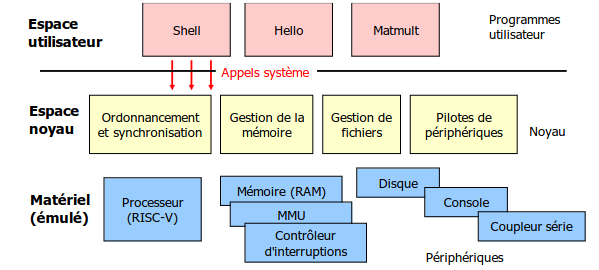 Espace
utilisateur
Shell
Hello
Matmult
Programmes
utilisateur
Appels système
Espace
noyau
Ordonnancement
et synchronisation
Gestion de la
mémoire
Gestion de
fichiers
Pilotes de
périphériques
Noyau
Matériel
(émulé)
Processeur
(RISC-V)
Mémoire (RAM)
MMU
Contrôleur
d'interruptions
Disque
Console
Coupleur série
Périphériques